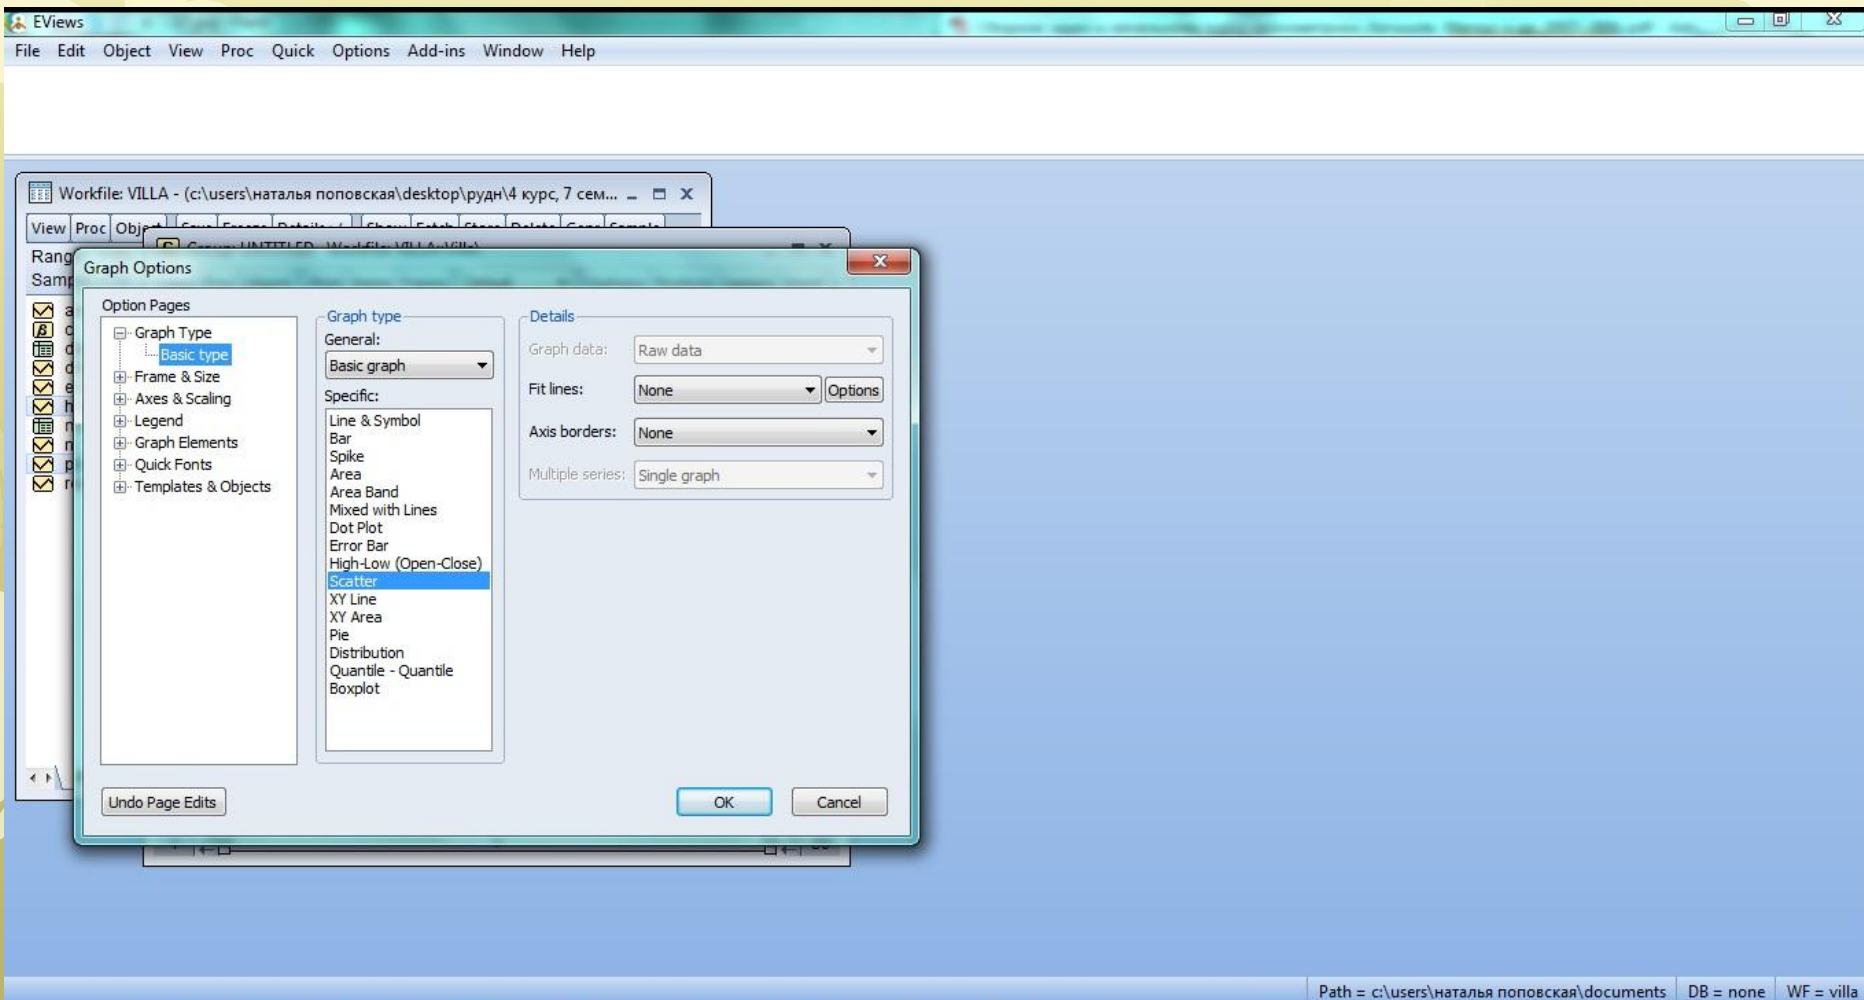 EViews
File Edit Object View Proc Quick Options Add-ins Window Help
Workfile: VILLA - (c:\users\наталья поповская\desktop\рудн\4 курс, 7 сем...
View Proc
Graph Options
Option Pages
Graph Type
Basic type
Frame & Size
Axes & Scaling
Legend
Graph Elements
Quick Fonts
Templates & Objects
Graph type
General:
Basic graph
Specific:
Line & Symbol
Bar
Spike
Area
Area Band
Mixed with Lines
Dot Plot
Error Bar
High-Low (Open-Close)
Scatter
XY Line
XY Area
Pie
Distribution
Quantile - Quantile
Boxplot
Details
Graph data: Raw data
Fit lines: None Options
Axis borders: None
Multiple series: Single graph
Undo Page Edits
OK Cancel
Path = c:\users\наталья поповская\documents DB = none WF = villa